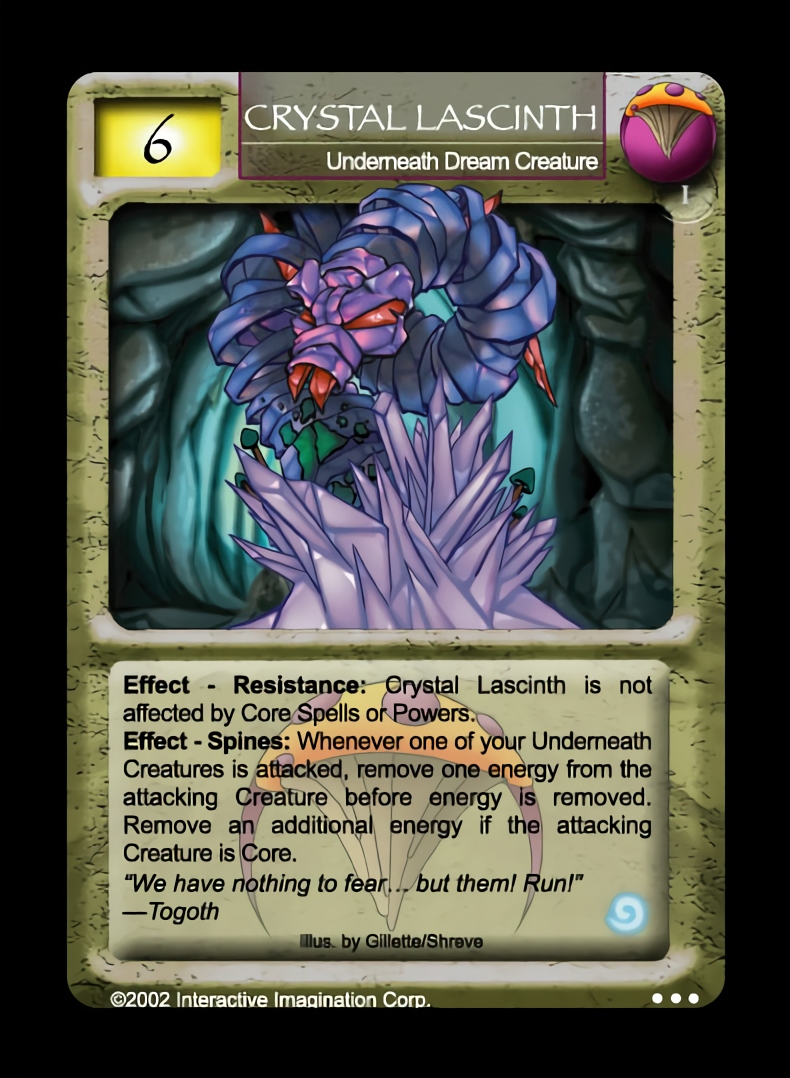 6
CRYSTAL LASCINTH
Underneath Dream Creature
I
Effect - Resistance: Crystal Lascinth is not
affected by Core Spells or Powers.
Effect - Spines: Whenever one of your Underneath
Creatures is attacked, remove one energy from the
attacking Creature before energy is removed.
Remove an additional energy if the attacking
Creature is Core.
“We have nothing to fear... but them! Run!”
—Togoth
Illus. by Gillette/Shreve
©2002 Interactive Imagination Corp.